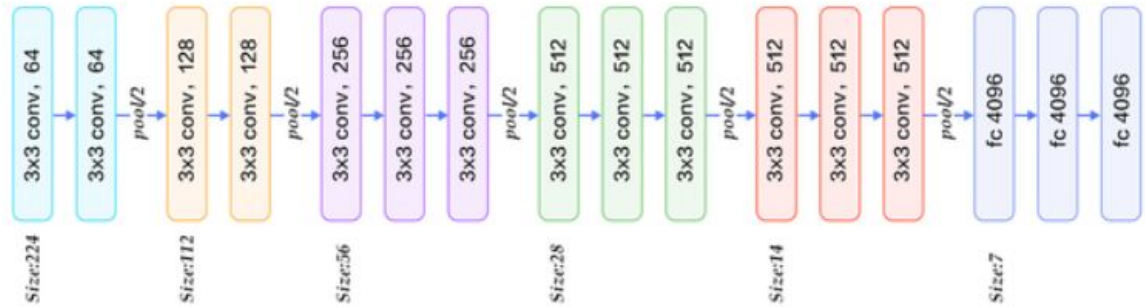 3x3 conv, 64
3x3 conv, 64
pool/2
3x3 conv, 128
3x3 conv, 128
pool/2
3x3 conv, 256
3x3 conv, 256
3x3 conv, 256
pool/2
3x3 conv, 512
3x3 conv, 512
3x3 conv, 512
pool/2
3x3 conv, 512
3x3 conv, 512
3x3 conv, 512
pool/2
fc 4096
fc 4096
fc 4096
Size:224
Size:112
Size:56
Size:28
Size:14
Size:7